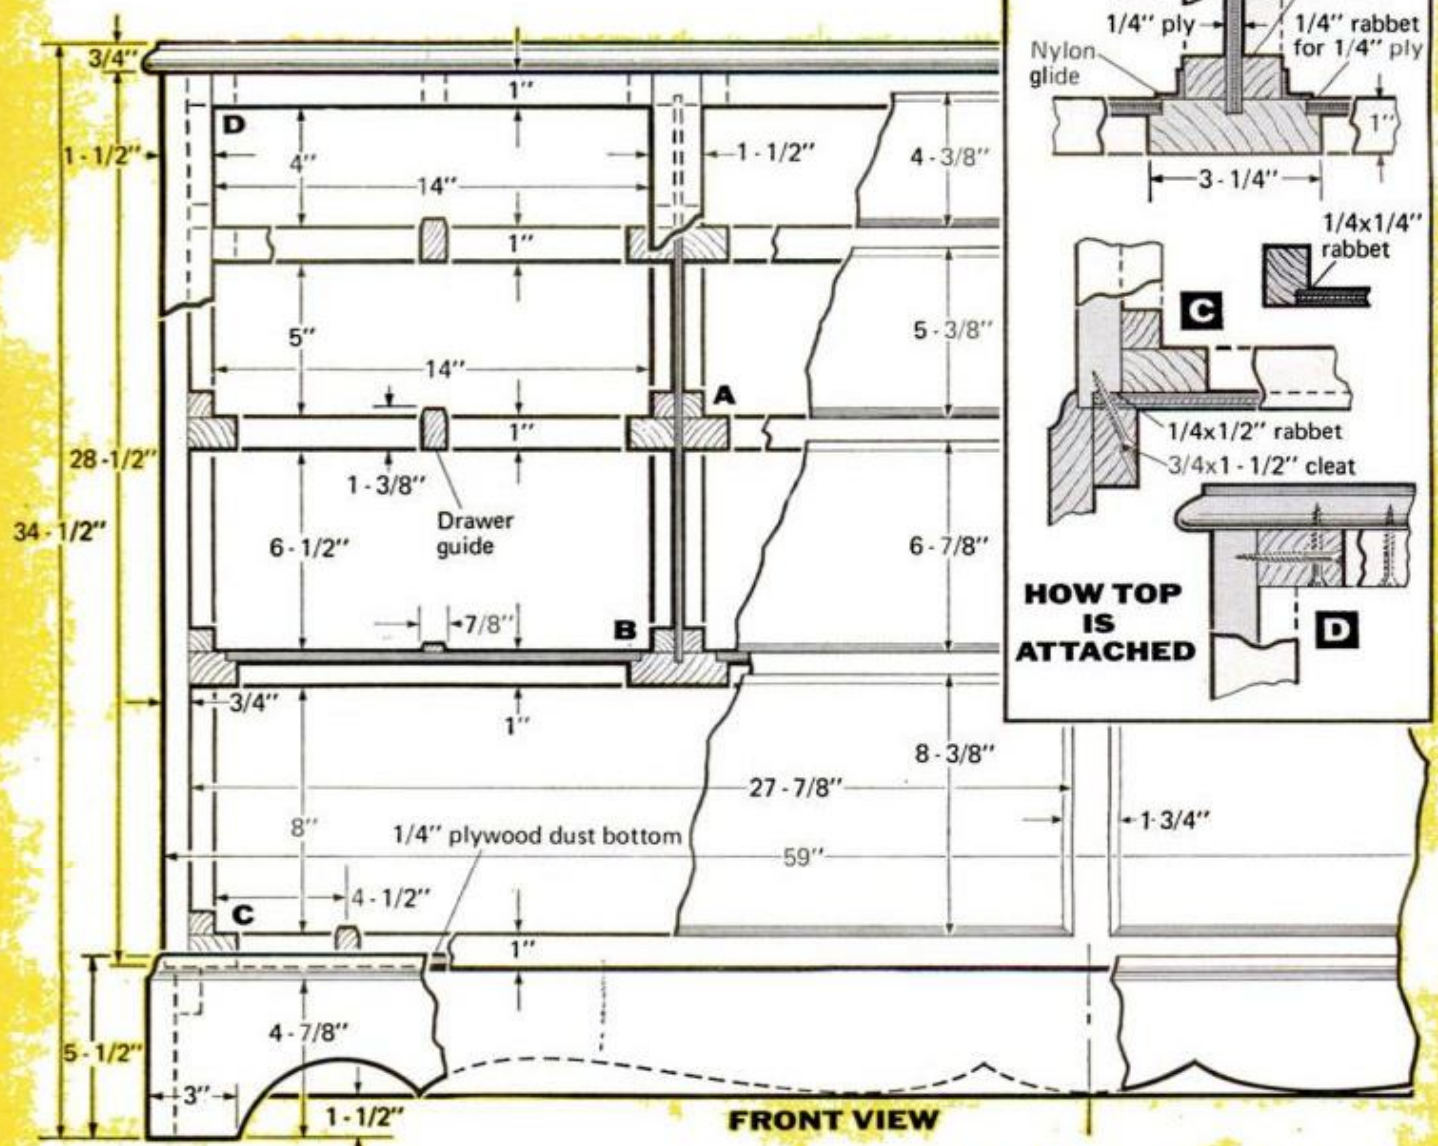 3/4"
1"
D
1-1/2"
4"
14"
1-1/2"
4-3/8"
1"
5"
14"
5-3/8"
A
1"
28-1/2"
1-3/8"
34-1/2"
Drawer
guide
6-1/2"
6-7/8"
7/8"
B
3/4"
1"
8-3/8"
27-7/8"
8"
1/4" plywood dust bottom
1-3/4"
59"
4-1/2"
C
1"
4-7/8"
5-1/2"
3"
1-1/2"
FRONT VIEW
1/4" ply
1/4" rabbet
for 1/4" ply
Nylon
glide
1"
3-1/4"
1/4x1/4"
rabbet
C
1/4x1/2" rabbet
3/4x1-1/2" cleat
HOW TOP
IS
ATTACHED
D